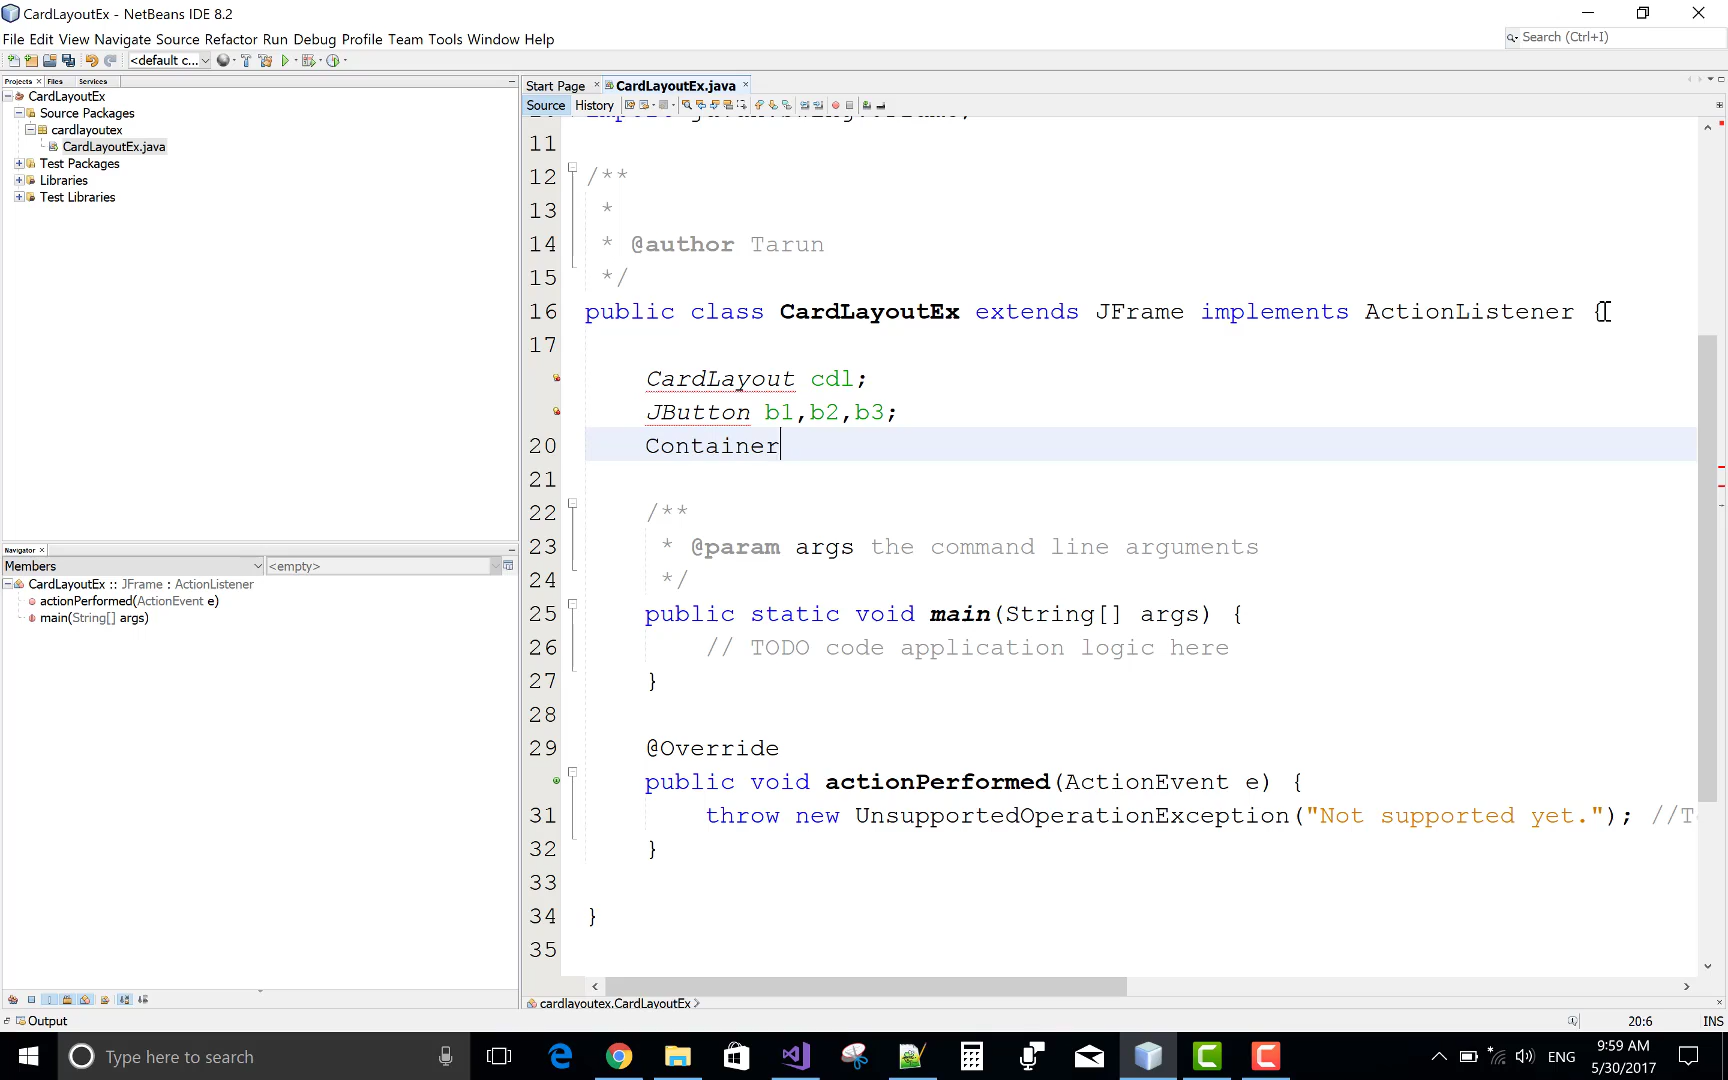 CardLayoutEx - NetBeans IDE 8.2
File Edit View Navigate Source Refactor Run Debug Profile Team Tools Window Help
Search (Ctrl+I)
<default c...
Projects Files Services
CardLayoutEx
Source Packages
cardlayoutex
CardLayoutEx.java
Test Packages
Libraries
Test Libraries
Navigator
Members
<empty>
CardLayoutEx :: JFrame : ActionListener
actionPerformed(ActionEvent e)
main(String[] args)
Start Page CardLayoutEx.java
Source History
11
12 /**
13 *
14 * @author Tarun
15 */
16 public class CardLayoutEx extends JFrame implements ActionListener {
17
CardLayout cdl;
JButton b1,b2,b3;
20 Container
21
22 /**
23 * @param args the command line arguments
24 */
25 public static void main(String[] args) {
26 // TODO code application logic here
27 }
28
29 @Override
public void actionPerformed(ActionEvent e) {
31 throw new UnsupportedOperationException("Not supported yet."); //T
32 }
33
34 }
35
cardlayoutex.CardLayoutEx
Output
20:6 INS
Type here to search
ENG
9:59 AM
5/30/2017